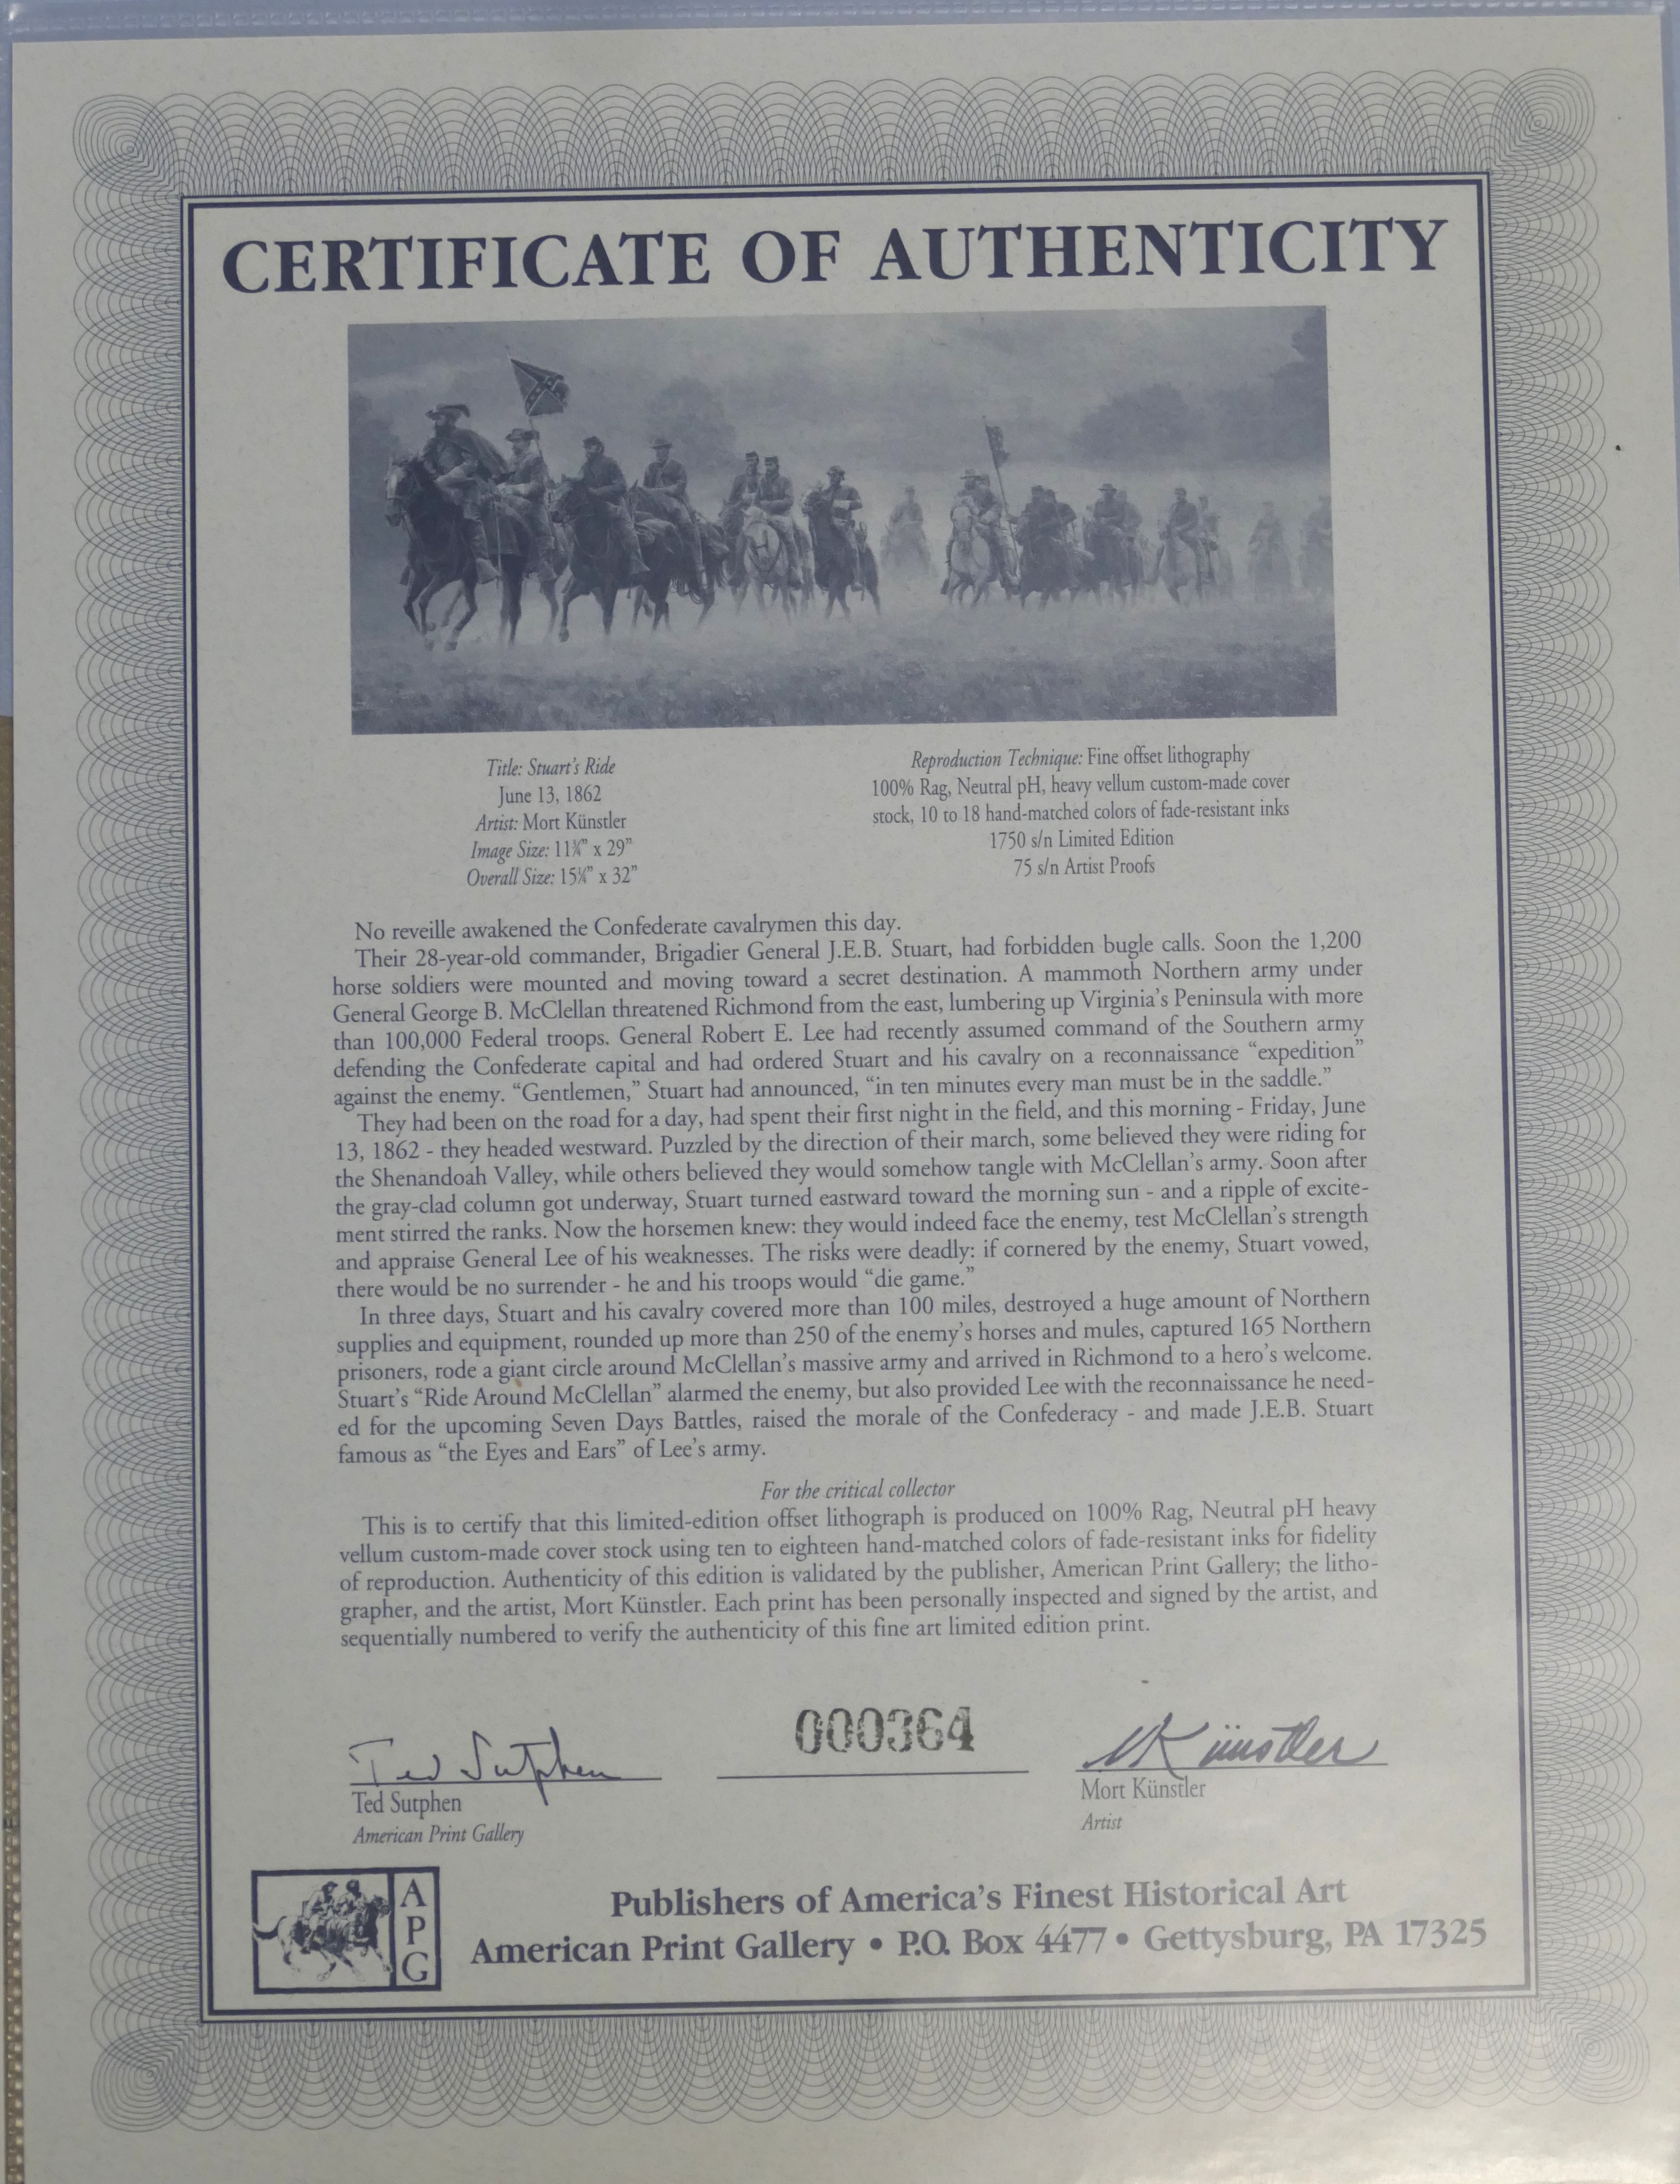 CERTIFICATE OF AUTHENTICITY
Title: Stuart's Ride
June 13, 1862
Artist: Mort Künstler
Image Size: 11¾" x 29"
Overall Size: 15¼" x 32"
Reproduction Technique: Fine offset lithography
100% Rag, Neutral pH, heavy vellum custom-made cover
stock, 10 to 18 hand-matched colors of fade-resistant inks
1750 s/n Limited Edition
75 s/n Artist Proofs
No reveille awakened the Confederate cavalrymen this day.
Their 28-year-old commander, Brigadier General J.E.B. Stuart, had forbidden bugle calls. Soon the 1,200
horse soldiers were mounted and moving toward a secret destination. A mammoth Northern army under
General George B. McClellan threatened Richmond from the east, lumbering up Virginia's Peninsula with more
than 100,000 Federal troops. General Robert E. Lee had recently assumed command of the Southern army
defending the Confederate capital and had ordered Stuart and his cavalry on a reconnaissance "expedition"
against the enemy. "Gentlemen," Stuart had announced, "in ten minutes every man must be in the saddle."
They had been on the road for a day, had spent their first night in the field, and this morning - Friday, June
13, 1862 - they headed westward. Puzzled by the direction of their march, some believed they were riding for
the Shenandoah Valley, while others believed they would somehow tangle with McClellan's army. Soon after
the gray-clad column got underway, Stuart turned eastward toward the morning sun - and a ripple of excite-
ment stirred the ranks. Now the horsemen knew: they would indeed face the enemy, test McClellan's strength
and appraise General Lee of his weaknesses. The risks were deadly: if cornered by the enemy, Stuart vowed,
there would be no surrender - he and his troops would "die game."
In three days, Stuart and his cavalry covered more than 100 miles, destroyed a huge amount of Northern
supplies and equipment, rounded up more than 250 of the enemy's horses and mules, captured 165 Northern
prisoners, rode a giant circle around McClellan's massive army and arrived in Richmond to a hero's welcome.
Stuart's "Ride Around McClellan" alarmed the enemy, but also provided Lee with the reconnaissance he need-
ed for the upcoming Seven Days Battles, raised the morale of the Confederacy - and made J.E.B. Stuart
famous as "the Eyes and Ears" of Lee's army.
For the critical collector
This is to certify that this limited-edition offset lithograph is produced on 100% Rag, Neutral pH heavy
vellum custom-made cover stock using ten to eighteen hand-matched colors of fade-resistant inks for fidelity
of reproduction. Authenticity of this edition is validated by the publisher, American Print Gallery; the litho-
grapher, and the artist, Mort Künstler. Each print has been personally inspected and signed by the artist, and
sequentially numbered to verify the authenticity of this fine art limited edition print.
Ted Sutphen
000364
MKünstler
Ted Sutphen
American Print Gallery
Mort Künstler
Artist
APG
Publishers of America's Finest Historical Art
American Print Gallery • P.O. Box 4477 • Gettysburg, PA 17325